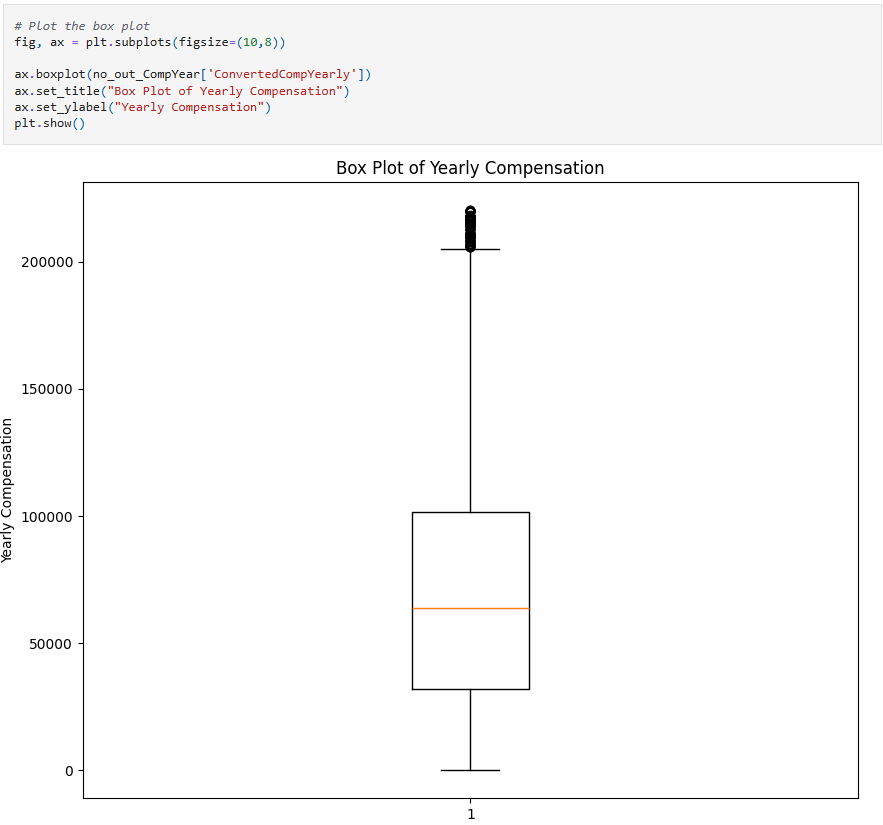 # Plot the box plot
fig, ax = plt.subplots(figsize=(10,8))
ax.boxplot(no_out_CompYear['ConvertedCompYearly'])
ax.set_title("Box Plot of Yearly Compensation")
ax.set_ylabel("Yearly Compensation")
plt.show()
Box Plot of Yearly Compensation
200000
150000
100000
50000
0
Yearly Compensation
1